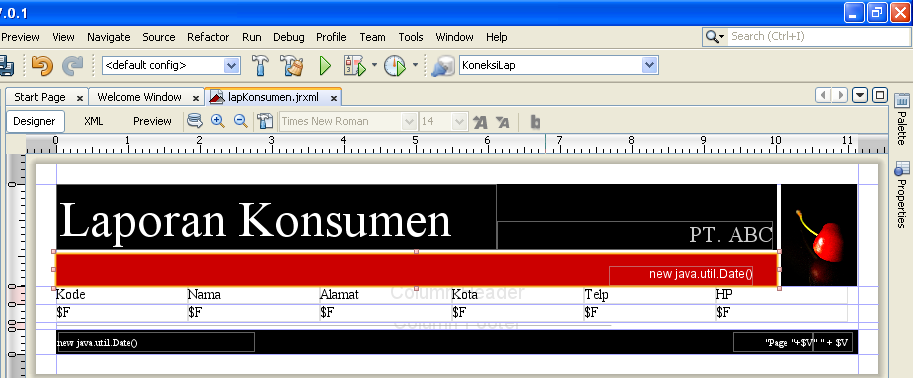 7.0.1
Preview View Navigate Source Refactor Run Debug Profile Team Tools Window Help Search (Ctrl+I)
<default config> KoneksiLap
Start Page Welcome Window lapKonsumen.jrxml
Designer XML Preview Times New Roman 14 A A b
Palette
Properties
0 1 2 3 4 5 6 7 8 9 10 11
Laporan Konsumen
PT. ABC
new java.util.Date()
Column Header
Kode Nama Alamat Kota Telp HP
$F $F $F $F $F $F
Column Footer
new java.util.Date() "Page "+$V " " + $V